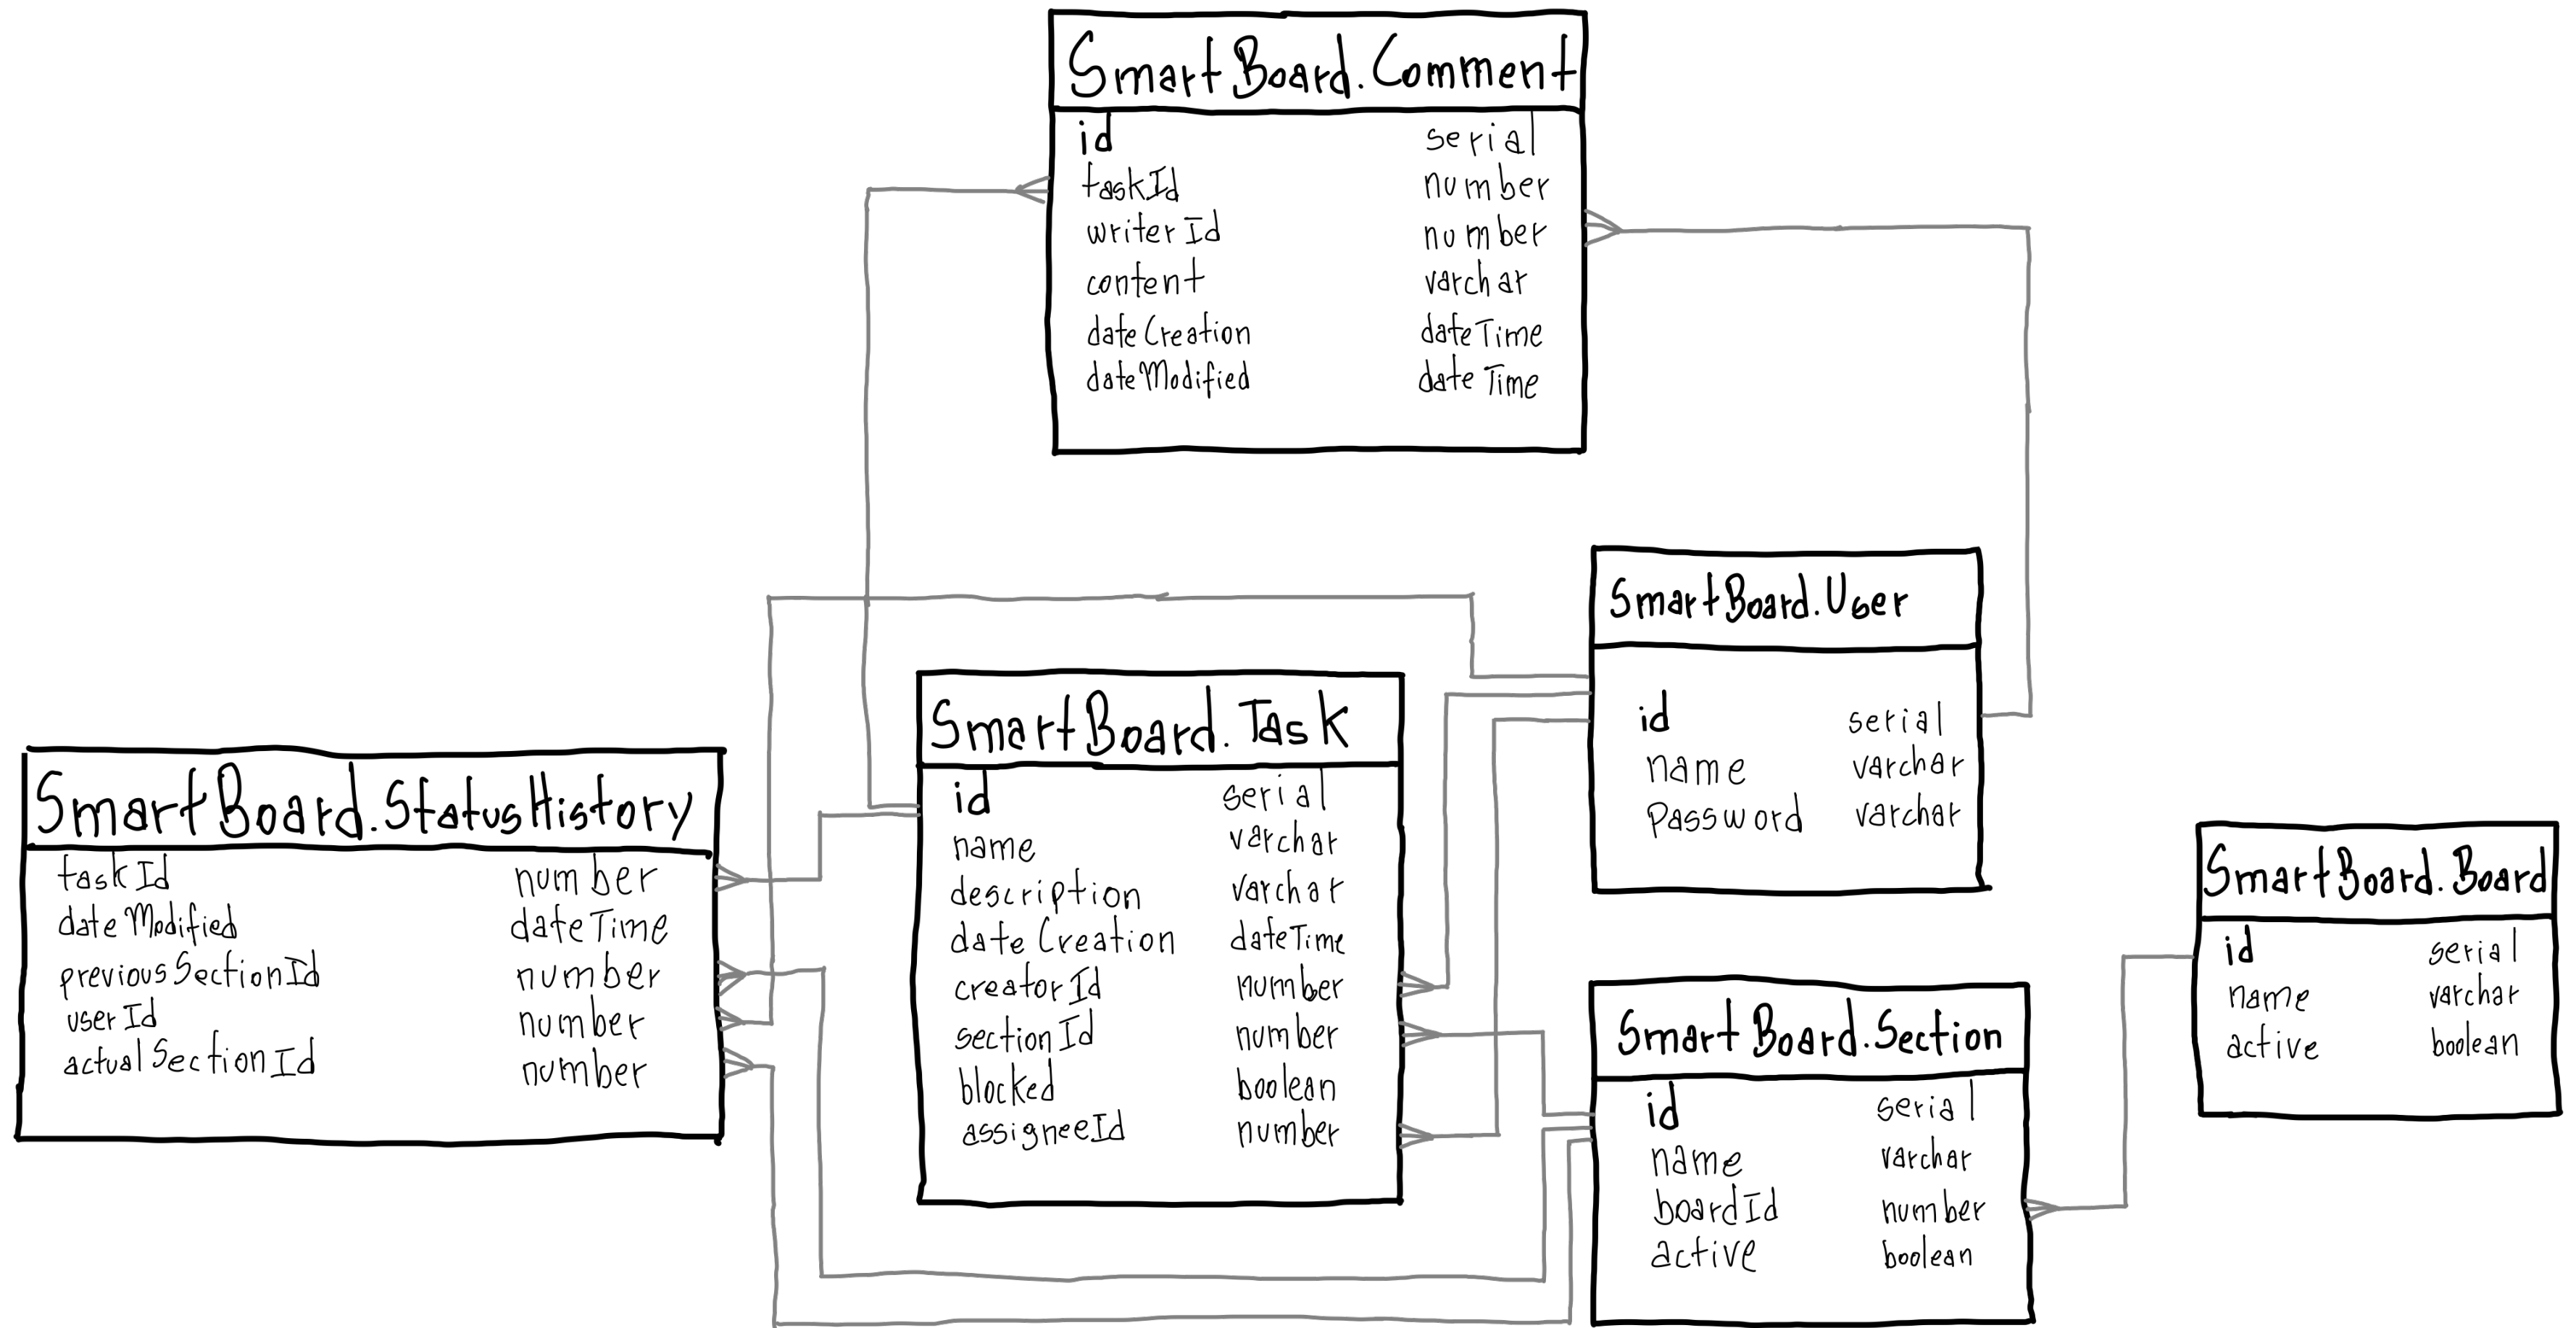 SmartBoard.Comment
id serial
taskId number
writerId number
content varchar
dateCreation dateTime
dateModified dateTime
SmartBoard.User
id serial
name varchar
Password varchar
SmartBoard.Task
id serial
name varchar
description varchar
dateCreation dateTime
creatorId number
sectionId number
blocked boolean
assigneeId number
SmartBoard.StatusHistory
taskId number
dateModified dateTime
previousSectionId number
userId number
actualSectionId number
SmartBoard.Board
id serial
name varchar
active boolean
SmartBoard.Section
id serial
name varchar
boardId number
active boolean